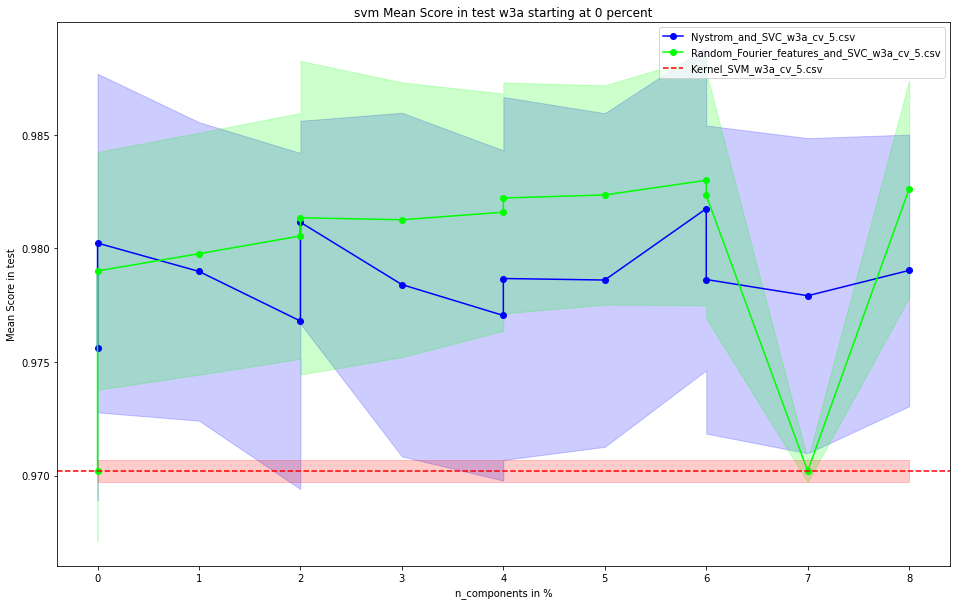 svm Mean Score in test w3a starting at 0 percent
Nystrom_and_SVC_w3a_cv_5.csv
Random_Fourier_features_and_SVC_w3a_cv_5.csv
Kernel_SVM_w3a_cv_5.csv
Mean Score in test
0.985
0.980
0.975
0.970
0 1 2 3 4 5 6 7 8
n_components in %